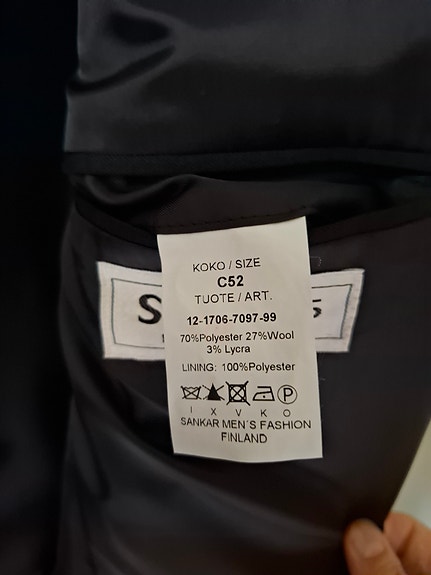 KOKO / SIZE
C52
TUOTE / ART.
12-1706-7097-99
70%Polyester 27%Wool
3% Lycra
LINING: 100%Polyester
P
I X V K O
SANKAR MEN´S FASHION
FINLAND